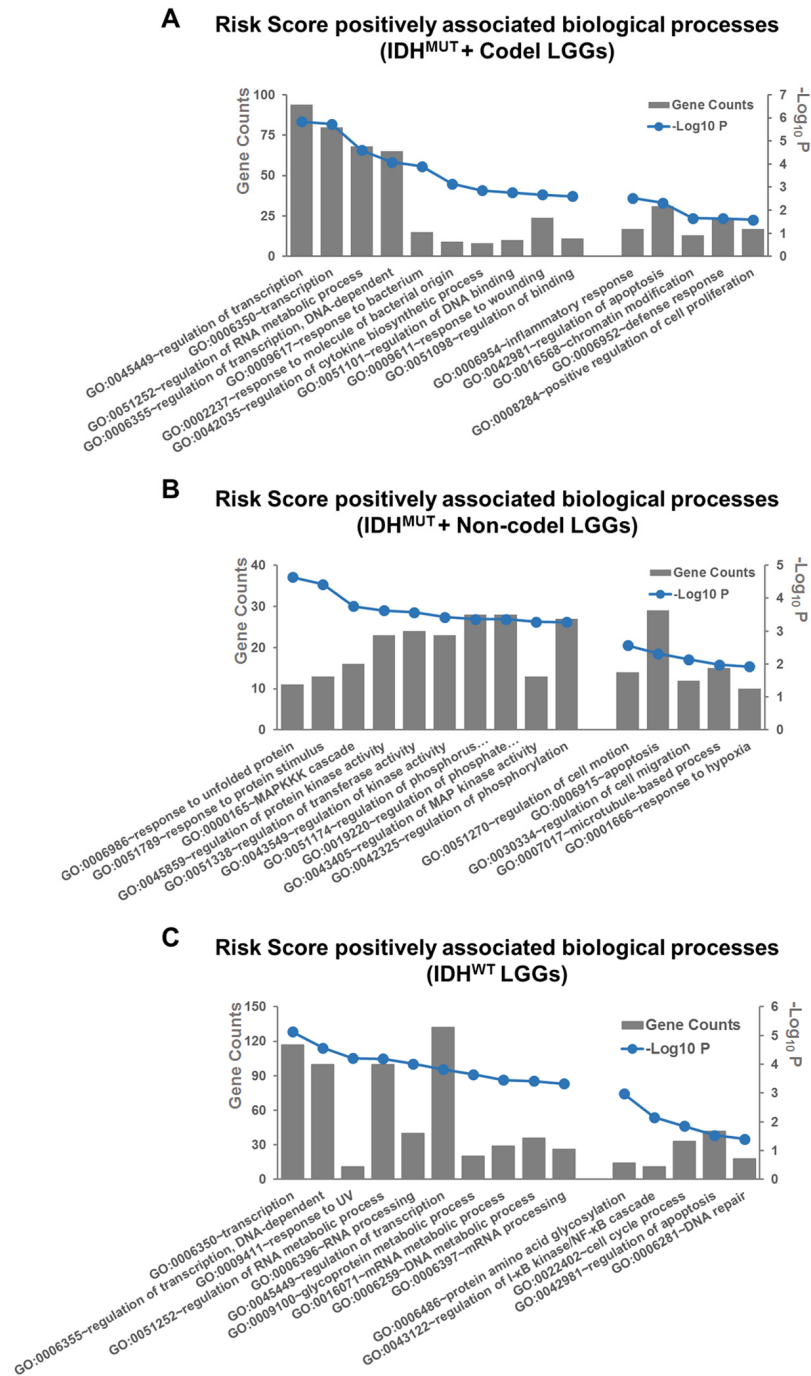 A
Risk Score positively associated biological processes
(IDHMUT + Codel LGGs)
Gene Counts
100
75
50
25
0
Gene Counts
-Log10 P
7
6
5
4
3
2
1
0
-Log10 P
GO:0045449~regulation of transcription
GO:0006350~transcription
GO:0051252~regulation of RNA metabolic process
GO:0006355~regulation of transcription, DNA-dependent
GO:0009617~response to bacterium
GO:0002237~response to molecule of bacterial origin
GO:0042035~regulation of cytokine biosynthetic process
GO:0051101~regulation of DNA binding
GO:0009611~response to wounding
GO:0051098~regulation of binding
GO:0006954~inflammatory response
GO:0042981~regulation of apoptosis
GO:0016568~chromatin modification
GO:0006952~defense response
GO:0008284~positive regulation of cell proliferation
B
Risk Score positively associated biological processes
(IDHMUT + Non-codel LGGs)
Gene Counts
40
30
20
10
0
Gene Counts
-Log10 P
5
4
3
2
1
0
-Log10 P
GO:0006986~response to unfolded protein
GO:0051789~response to protein stimulus
GO:0000165~MAPKKK cascade
GO:0045859~regulation of protein kinase activity
GO:0051338~regulation of transferase activity
GO:0043549~regulation of kinase activity
GO:0051174~regulation of phosphorus…
GO:0019220~regulation of phosphate…
GO:0043405~regulation of MAP kinase activity
GO:0042325~regulation of phosphorylation
GO:0051270~regulation of cell motion
GO:0006915~apoptosis
GO:0030334~regulation of cell migration
GO:0007017~microtubule-based process
GO:0001666~response to hypoxia
C
Risk Score positively associated biological processes
(IDHWT LGGs)
Gene Counts
150
120
90
60
30
0
Gene Counts
-Log10 P
6
5
4
3
2
1
0
-Log10 P
GO:0006350~transcription
GO:0006355~regulation of transcription, DNA-dependent
GO:0009411~response to UV
GO:0051252~regulation of RNA metabolic process
GO:0006396~RNA processing
GO:0045449~regulation of transcription
GO:0009100~glycoprotein metabolic process
GO:0016071~mRNA metabolic process
GO:0006259~DNA metabolic process
GO:0006397~mRNA processing
GO:0006486~protein amino acid glycosylation
GO:0043122~regulation of I-κB kinase/NF-κB cascade
GO:0022402~cell cycle process
GO:0042981~regulation of apoptosis
GO:0006281~DNA repair